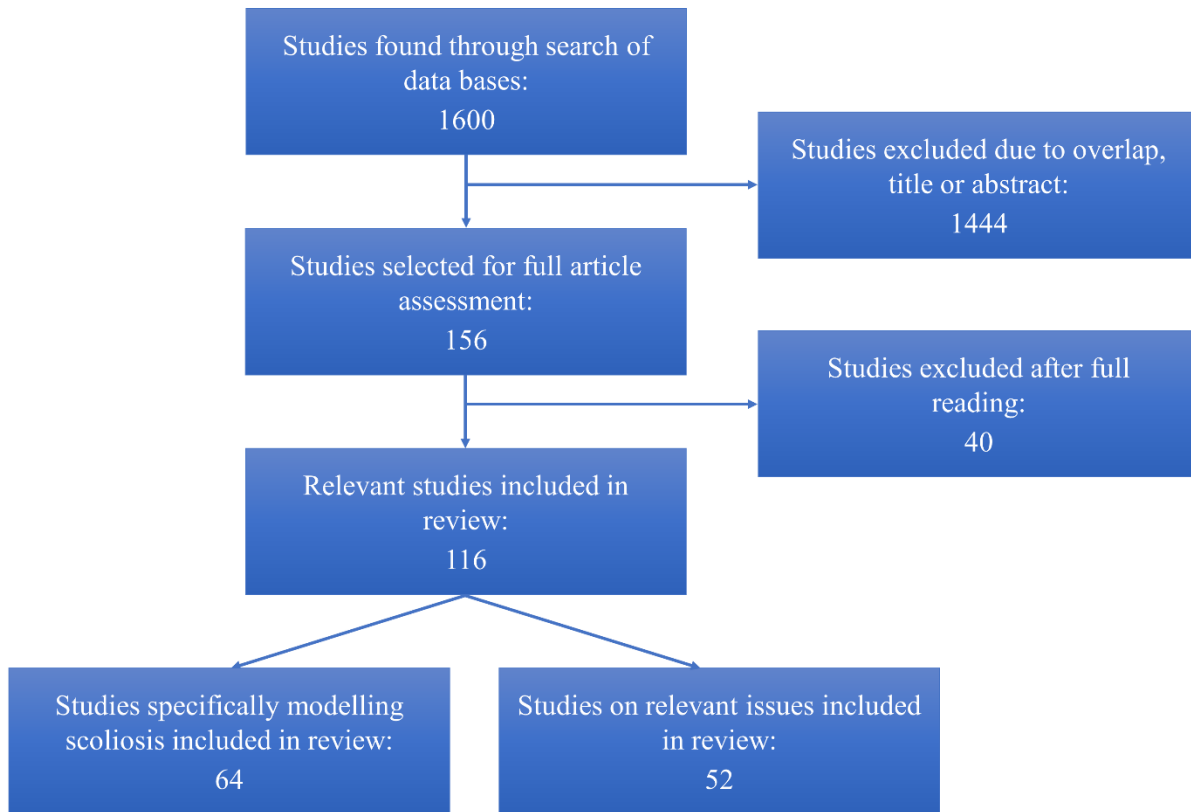 Studies found through search of
data bases:
1600
Studies excluded due to overlap,
title or abstract:
1444
Studies selected for full article
assessment:
156
Studies excluded after full
reading:
40
Relevant studies included in
review:
116
Studies specifically modelling
scoliosis included in review:
64
Studies on relevant issues included
in review:
52